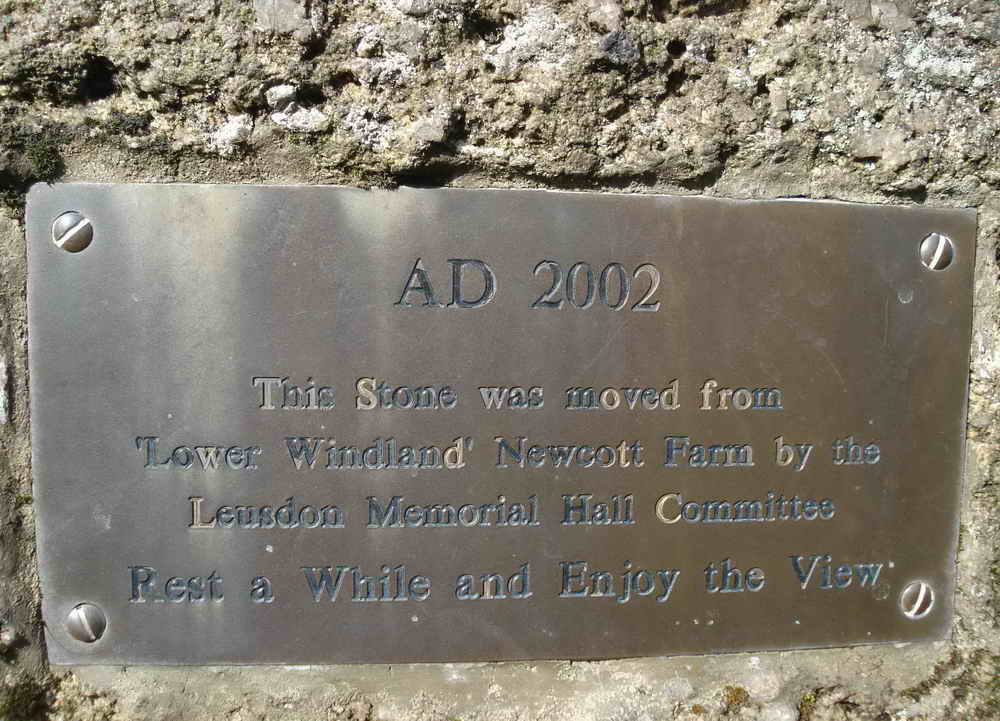 AD 2002
This Stone was moved from
'Lower Windland' Newcott Farm by the
Leusdon Memorial Hall Committee
Rest a While and Enjoy the View